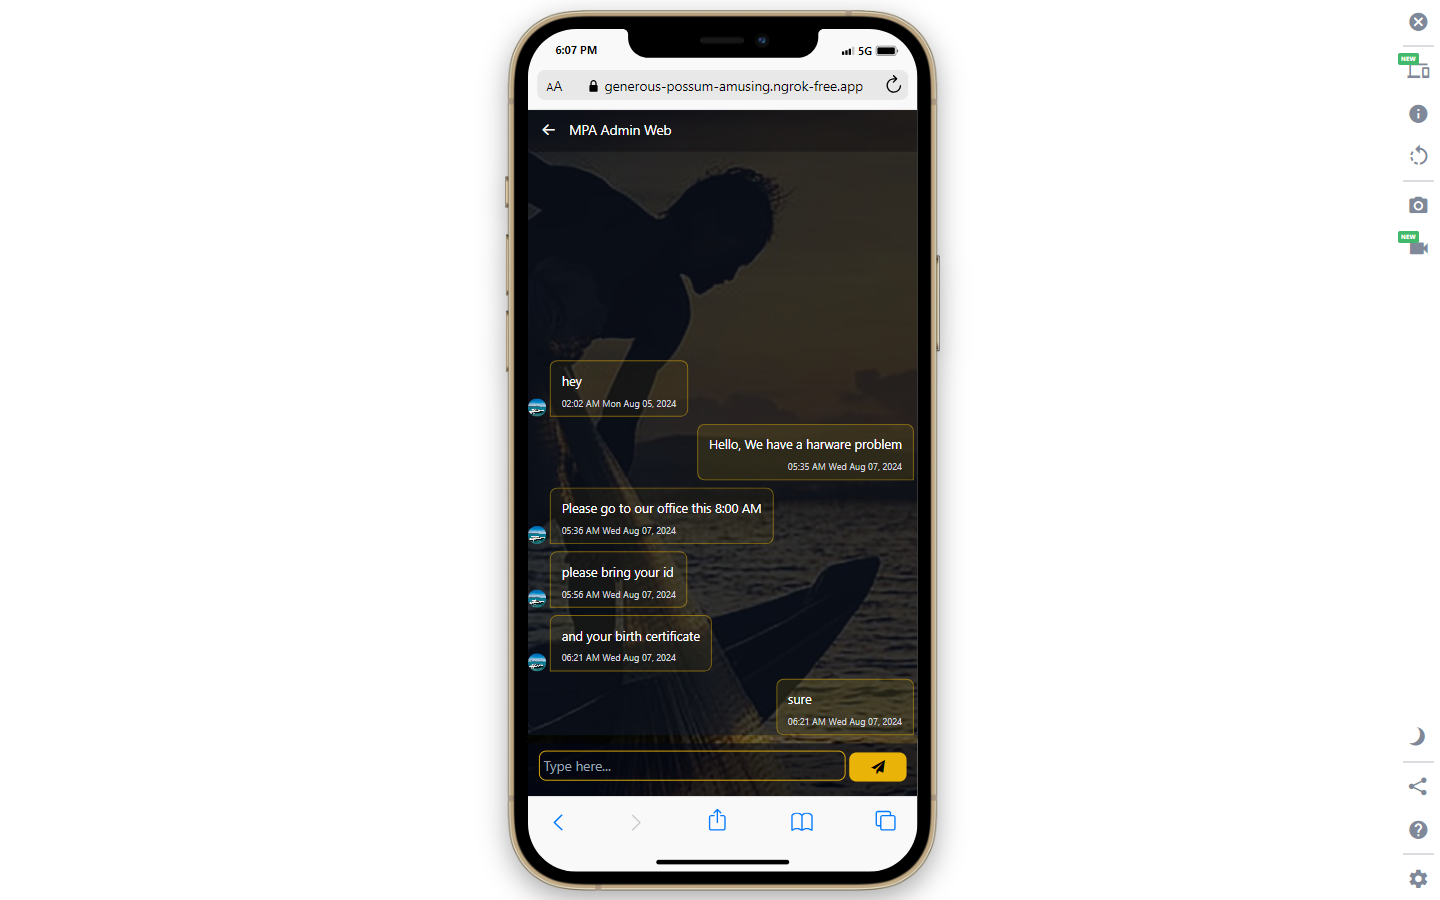 6:07 PM
5G
AA
generous-possum-amusing.ngrok-free.app
MPA Admin Web
hey
02:02 AM Mon Aug 05, 2024
Hello, We have a harware problem
05:35 AM Wed Aug 07, 2024
Please go to our office this 8:00 AM
05:36 AM Wed Aug 07, 2024
please bring your id
05:56 AM Wed Aug 07, 2024
and your birth certificate
06:21 AM Wed Aug 07, 2024
sure
06:21 AM Wed Aug 07, 2024
Type here...
NEW
NEW